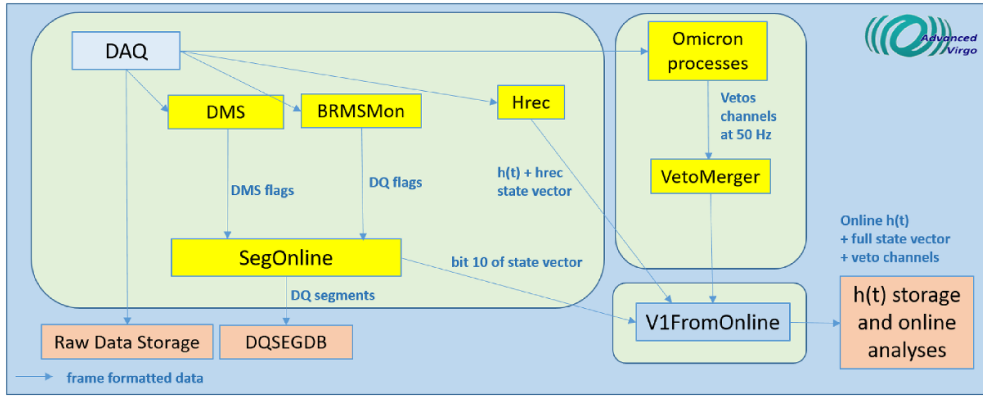 DAQ
DMS
BRMSMon
Hrec
DMS flags
DQ flags
h(t) + hrec
state vector
SegOnline
bit 10 of state vector
DQ segments
Raw Data Storage
DQSEGDB
frame formatted data
Omicron
processes
Vetos
channels
at 50 Hz
VetoMerger
V1FromOnline
Advanced
Virgo
Online h(t)
+ full state vector
+ veto channels
h(t) storage
and online
analyses